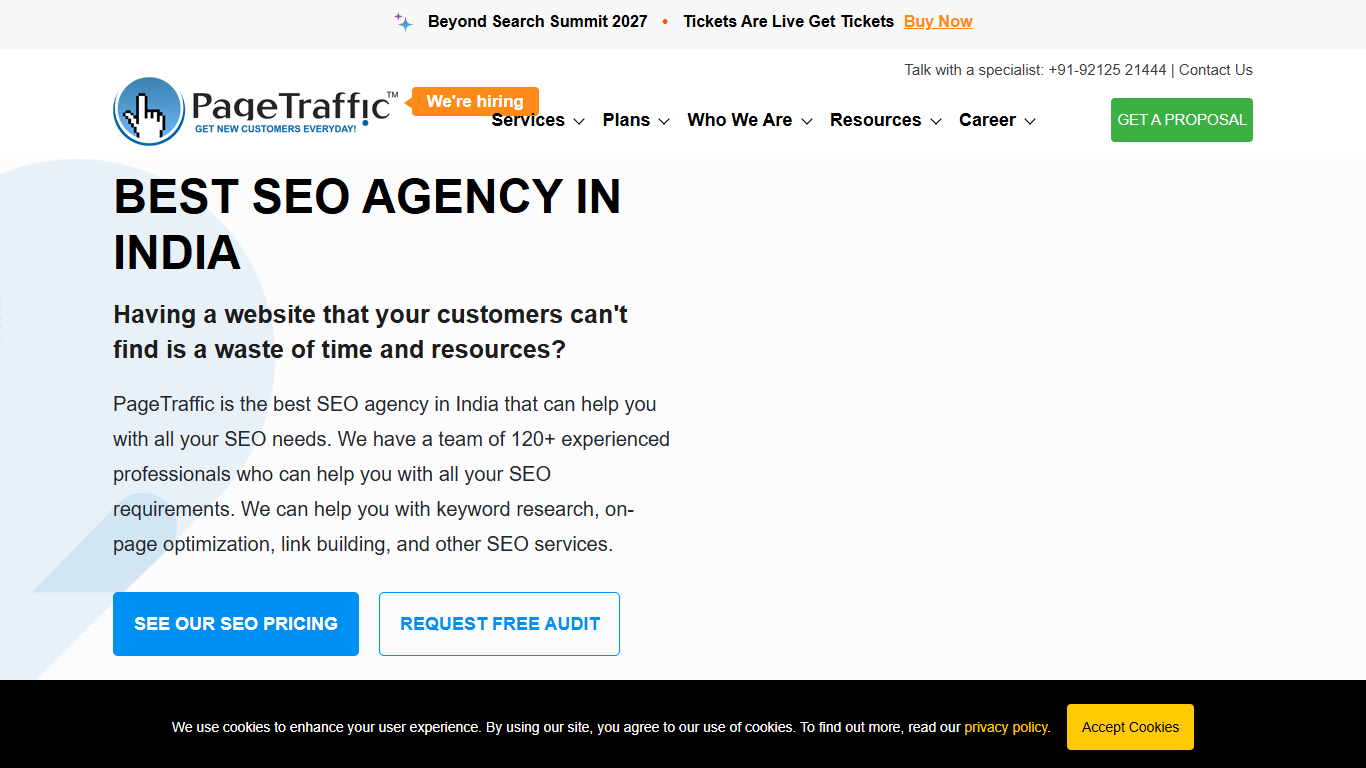 Beyond Search Summit 2027 • Tickets Are Live Get Tickets Buy Now
Talk with a specialist: +91-92125 21444 | Contact Us
PageTraffic™
GET NEW CUSTOMERS EVERYDAY!
We're hiring
Services Plans Who We Are Resources Career
GET A PROPOSAL
BEST SEO AGENCY IN
INDIA
Having a website that your customers can't
find is a waste of time and resources?
PageTraffic is the best SEO agency in India that can help you
with all your SEO needs. We have a team of 120+ experienced
professionals who can help you with all your SEO
requirements. We can help you with keyword research, on-
page optimization, link building, and other SEO services.
SEE OUR SEO PRICING
REQUEST FREE AUDIT
We use cookies to enhance your user experience. By using our site, you agree to our use of cookies. To find out more, read our privacy policy.
Accept Cookies